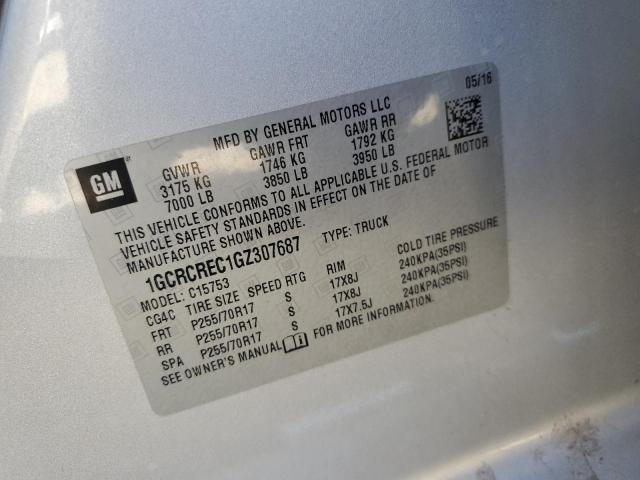 05/16
MFD BY GENERAL MOTORS LLC
GM
GVWR GAWR FRT GAWR RR
3175 KG 1746 KG 1792 KG
7000 LB 3850 LB 3950 LB
THIS VEHICLE CONFORMS TO ALL APPLICABLE U.S. FEDERAL MOTOR
VEHICLE SAFETY STANDARDS IN EFFECT ON THE DATE OF
MANUFACTURE SHOWN ABOVE.
1GCRCREC1GZ307687 TYPE: TRUCK
MODEL: C15753
CG4C TIRE SIZE SPEED RTG RIM COLD TIRE PRESSURE
FRT P255/70R17 S 17X8J 240KPA(35PSI)
RR P255/70R17 S 17X8J 240KPA(35PSI)
SPA P255/70R17 S 17X7.5J 240KPA(35PSI)
SEE OWNER'S MANUAL FOR MORE INFORMATION.